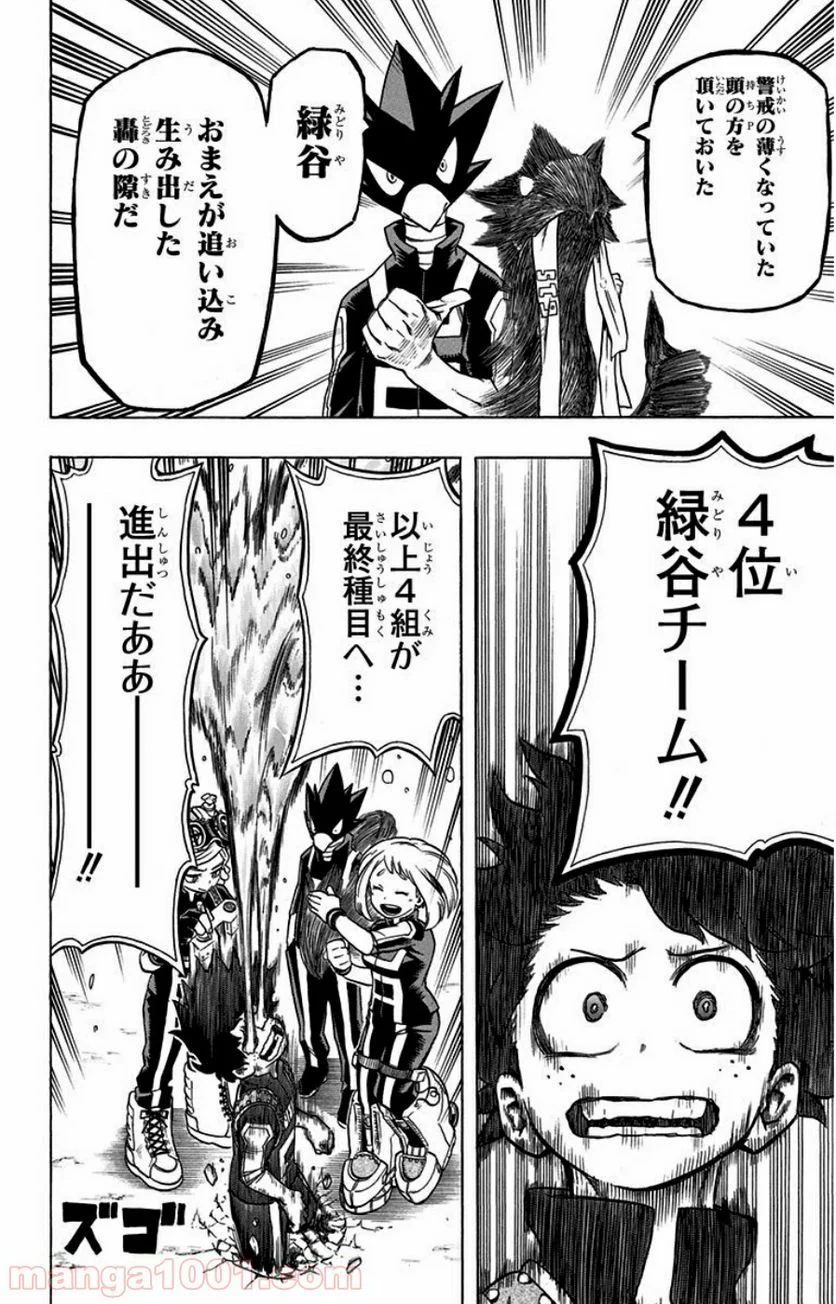 警戒の薄くなっていた
頭の方を
頂いておいた
緑谷
おまえが追い込み
生み出した
轟の隙だ
515
4位
緑谷チーム!!
以上4組が
最終種目へ…
進出だああ
――――!!
ズゴ
manga1001.com